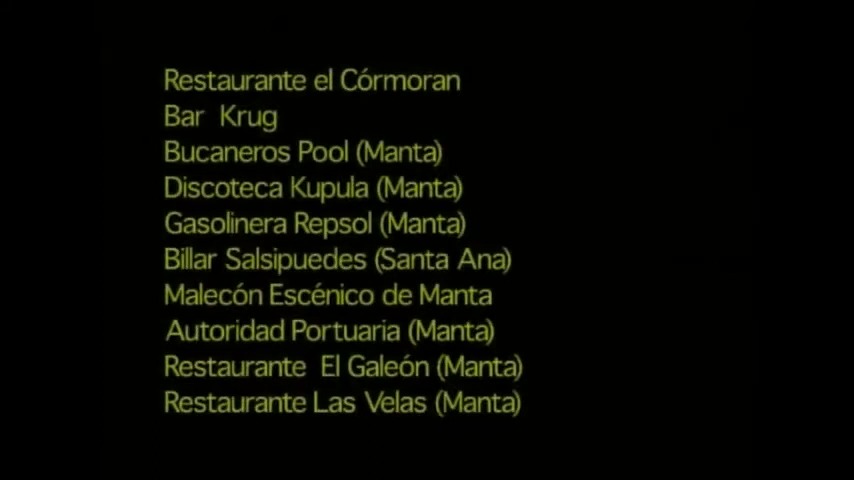 Restaurante el Córmoran
Bar Krug
Bucaneros Pool (Manta)
Discoteca Kupula (Manta)
Gasolinera Repsol (Manta)
Billar Salsipuedes (Santa Ana)
Malecón Escénico de Manta
Autoridad Portuaria (Manta)
Restaurante El Galeón (Manta)
Restaurante Las Velas (Manta)